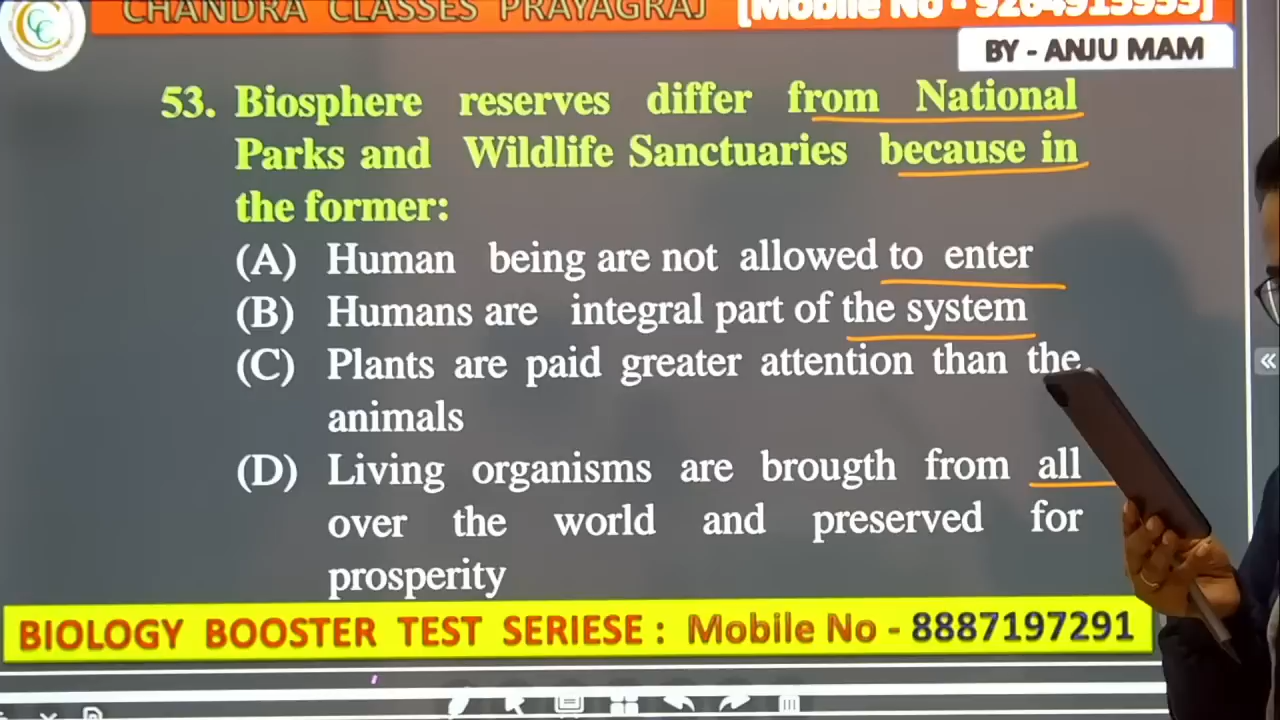 CHANDRA CLASSES PRAYAGRAJ [Mobile No - 9264915955]
BY - ANJU MAM
53. Biosphere reserves differ from National
Parks and Wildlife Sanctuaries because in
the former:
(A) Human being are not allowed to enter
(B) Humans are integral part of the system
(C) Plants are paid greater attention than the
animals
(D) Living organisms are brougth from all
over the world and preserved for
prosperity
BIOLOGY BOOSTER TEST SERIESE : Mobile No - 8887197291